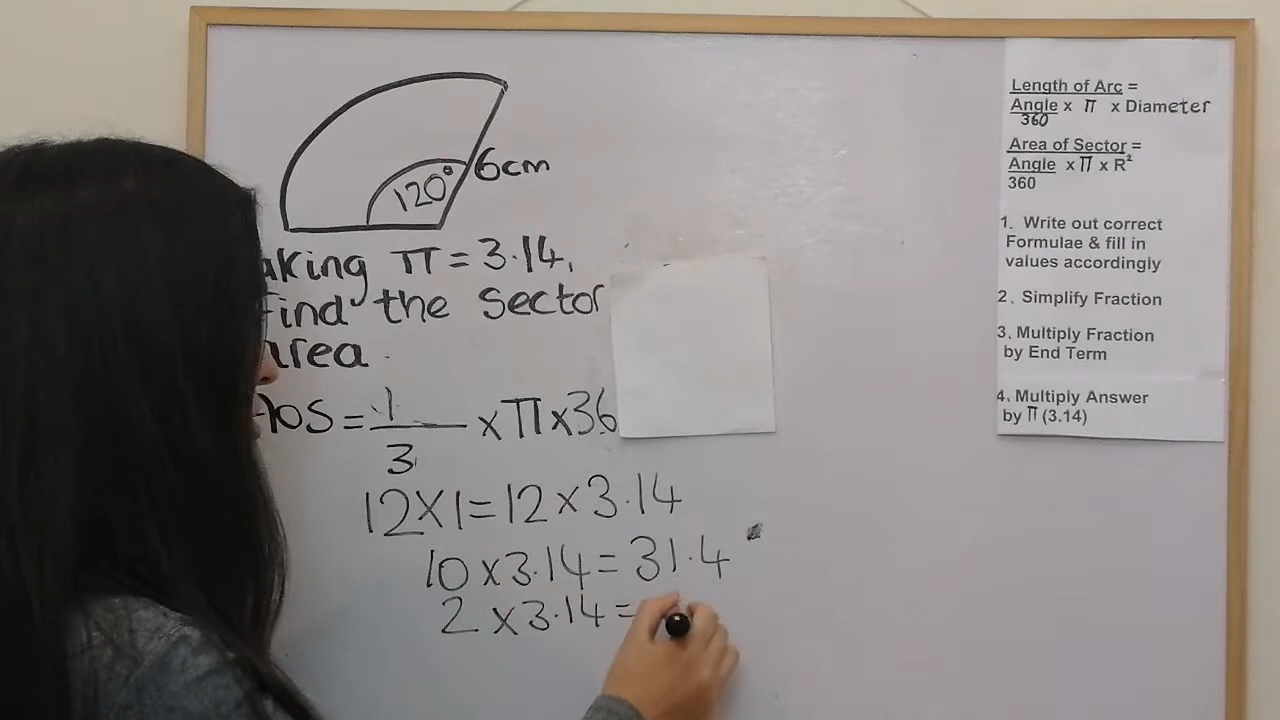 120°
6cm
aking π = 3.14,
find the sector
area.
AOS = 1/3 x π x 36
12 x 1 = 12 x 3.14
10 x 3.14 = 31.4
2 x 3.14 =
Length of Arc =
Angle x π x Diameter
360
Area of Sector =
Angle x π x R²
360
1. Write out correct
Formulae & fill in
values accordingly
2. Simplify Fraction
3. Multiply Fraction
by End Term
4. Multiply Answer
by π (3.14)